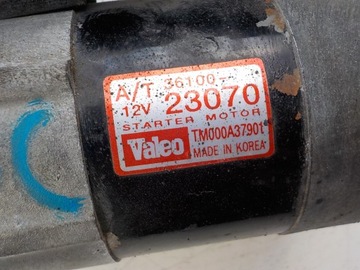 A/T 36100-
12V 23070
STARTER MOTOR
Valeo TM000A37901
MADE IN KOREA